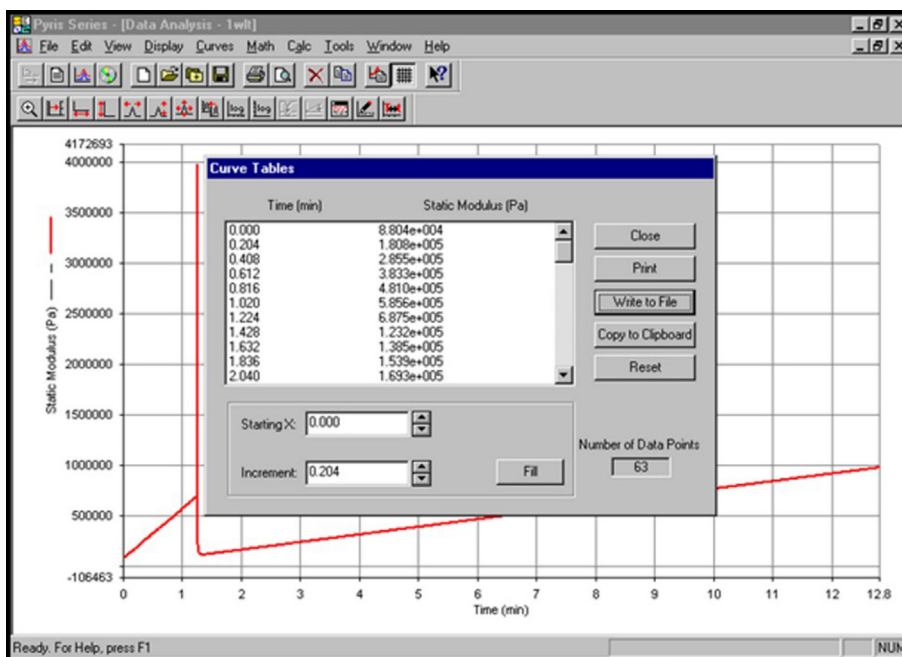 Pyris Series - [Data Analysis - 1wlt]
File Edit View Display Curves Math Calc Tools Window Help
4172693
4000000
3500000
3000000
2500000
2000000
1500000
1000000
500000
-106463
Static Modulus (Pa)
Curve Tables
Time (min) Static Modulus (Pa)
0.000 8.804e+004
0.204 1.808e+005
0.408 2.855e+005
0.612 3.833e+005
0.816 4.810e+005
1.020 5.856e+005
1.224 6.875e+005
1.428 1.232e+005
1.632 1.385e+005
1.836 1.539e+005
2.040 1.693e+005
Close
Print
Write to File
Copy to Clipboard
Reset
Starting X: 0.000
Increment: 0.204
Fill
Number of Data Points
63
0 1 2 3 4 5 6 7 8 9 10 11 12 12.8
Time (min)
Ready. For Help, press F1
NUM